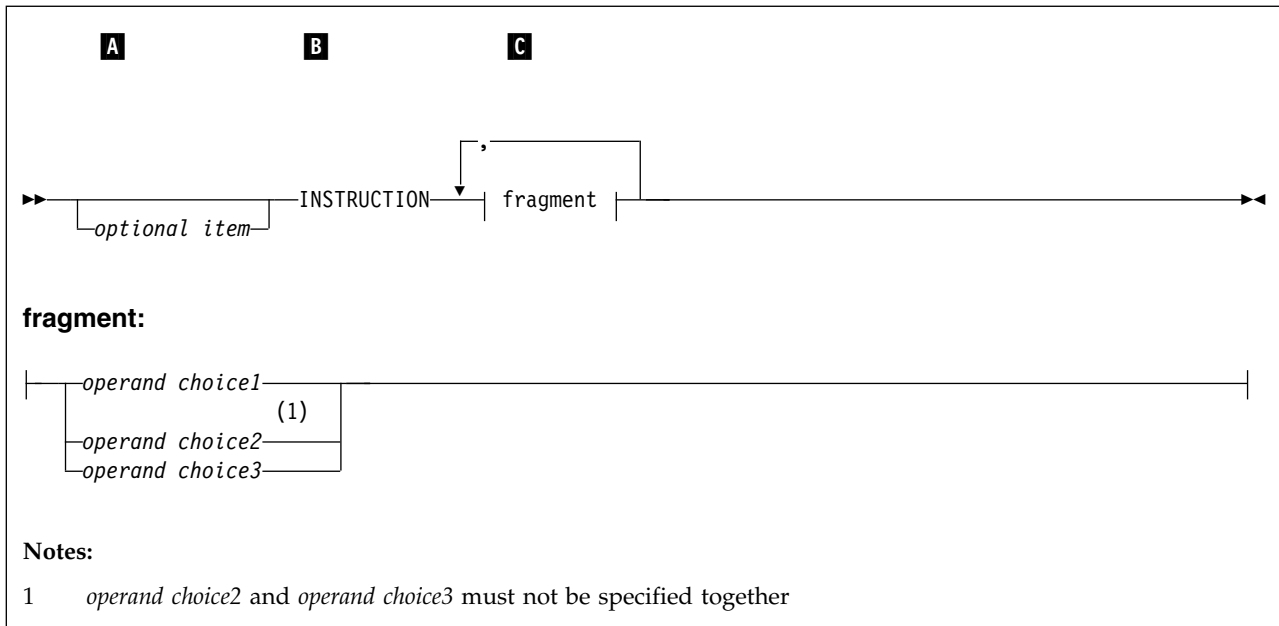 A B C
,
INSTRUCTION fragment
optional item
fragment:
operand choice1
(1)
operand choice2
operand choice3
Notes:
1 operand choice2 and operand choice3 must not be specified together